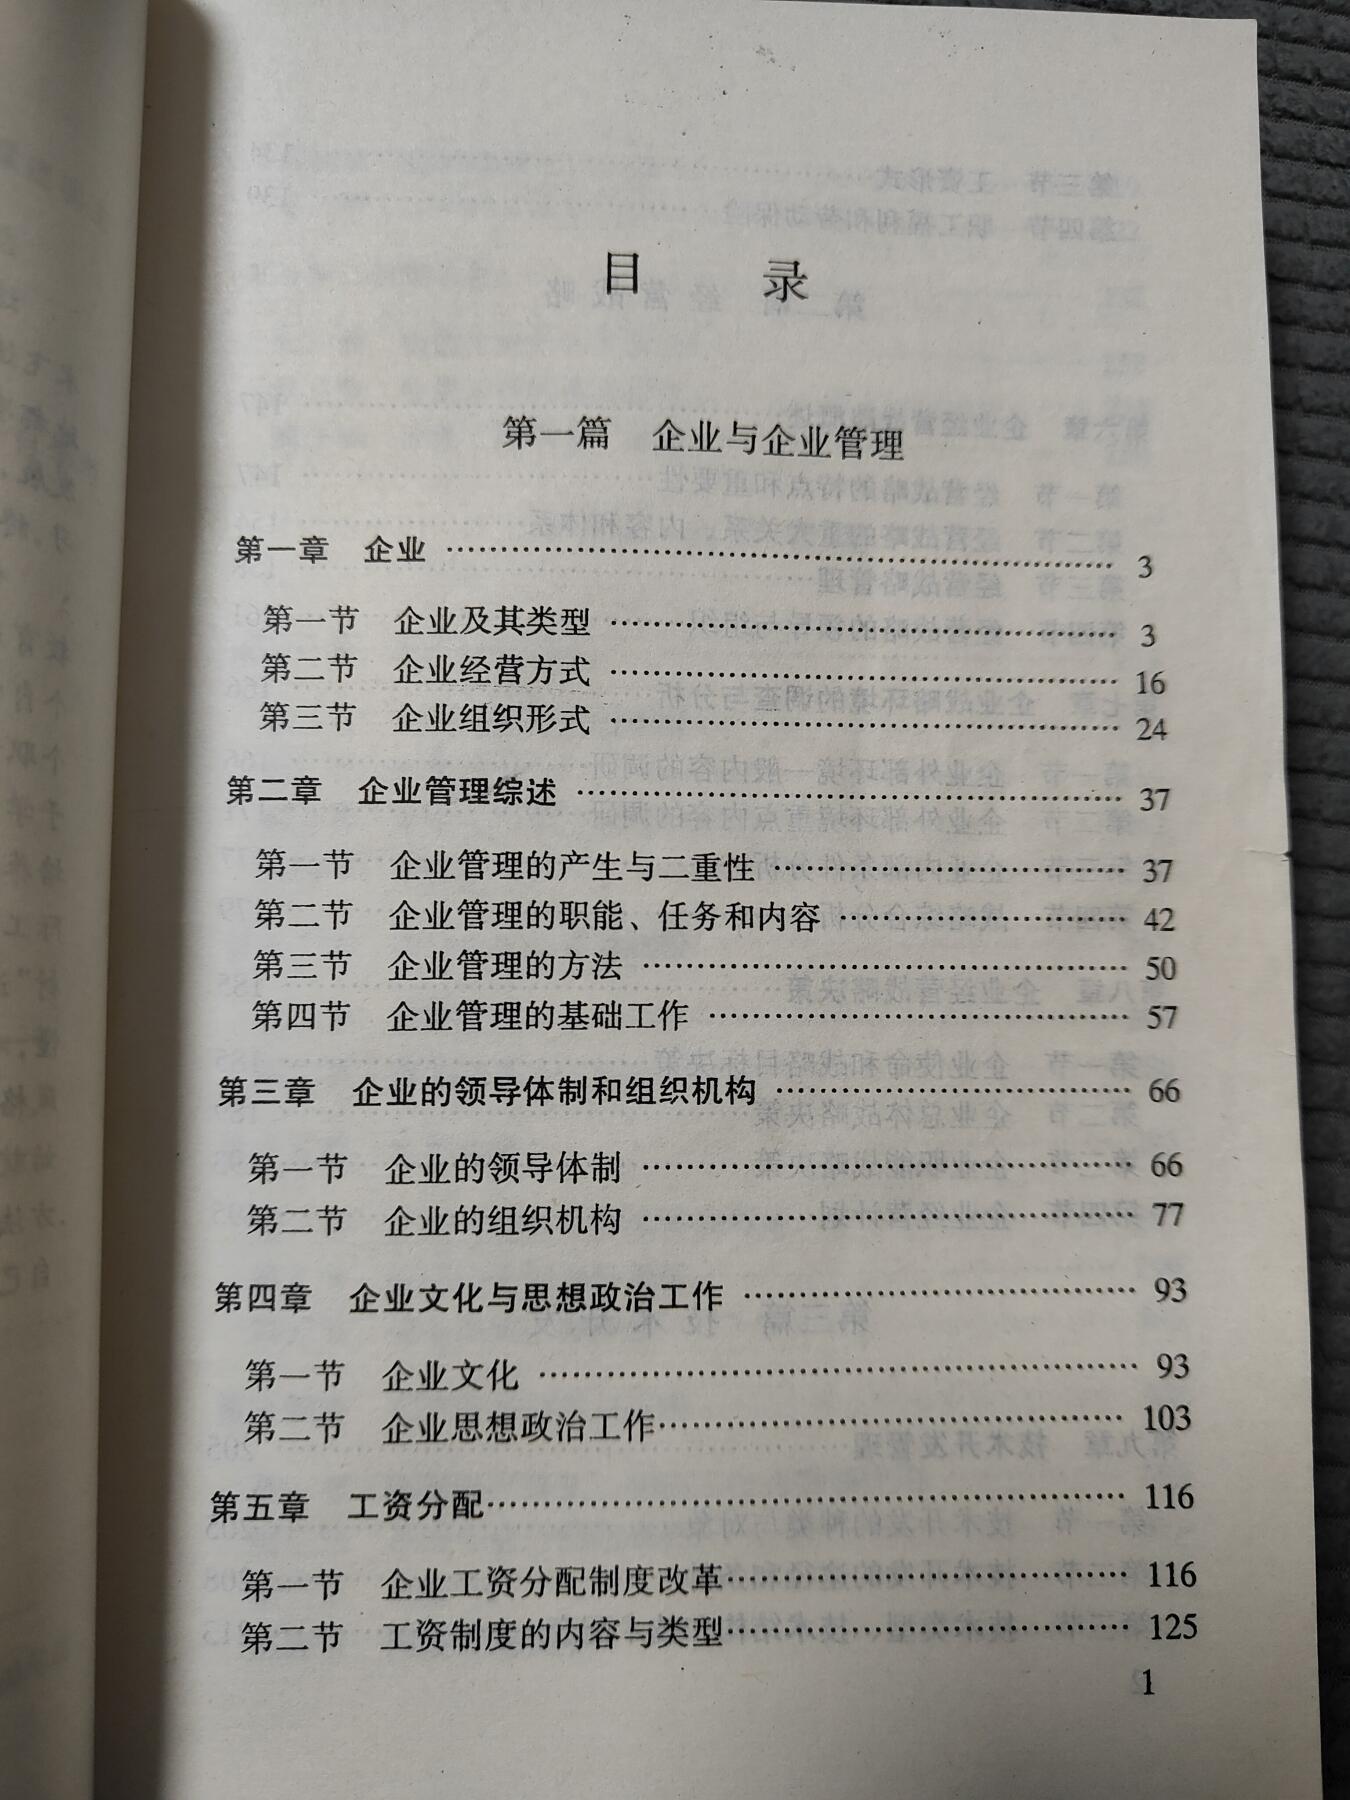 目 录
第一篇 企业与企业管理
第一章 企业 …… 3
第一节 企业及其类型 …… 3
第二节 企业经营方式 …… 16
第三节 企业组织形式 …… 24
第二章 企业管理综述 …… 37
第一节 企业管理的产生与二重性 …… 37
第二节 企业管理的职能、任务和内容 …… 42
第三节 企业管理的方法 …… 50
第四节 企业管理的基础工作 …… 57
第三章 企业的领导体制和组织机构 …… 66
第一节 企业的领导体制 …… 66
第二节 企业的组织机构 …… 77
第四章 企业文化与思想政治工作 …… 93
第一节 企业文化 …… 93
第二节 企业思想政治工作…… 103
第五章 工资分配…… 116
第一节 企业工资分配制度改革…… 116
第二节 工资制度的内容与类型…… 125
1